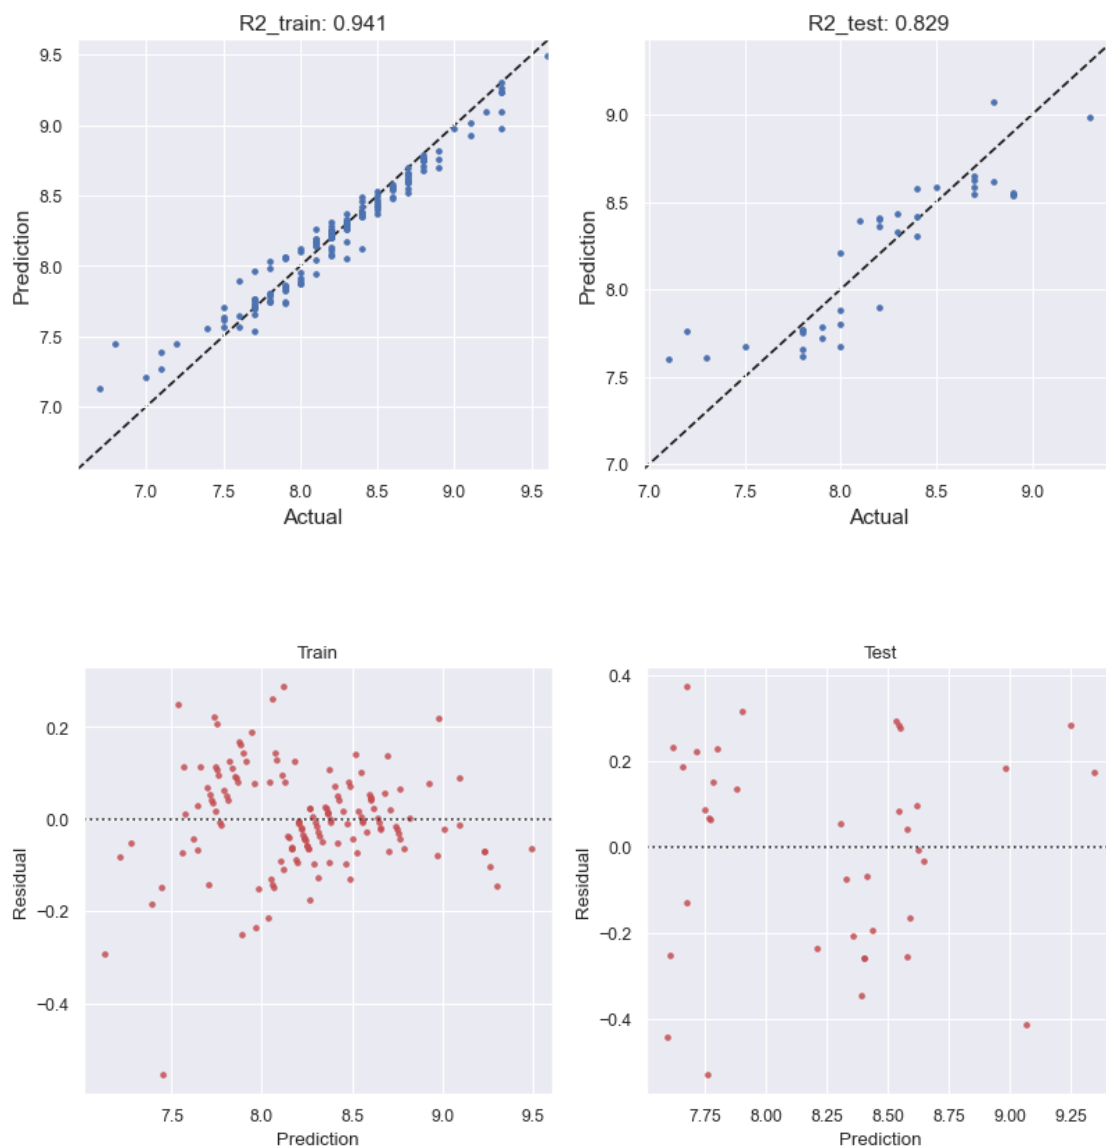 R2_train: 0.941
R2_test: 0.829
9.5
9.0
8.5
8.0
7.5
7.0
Prediction
7.0 7.5 8.0 8.5 9.0 9.5
Actual
9.0
8.5
8.0
7.5
7.0
Prediction
7.0 7.5 8.0 8.5 9.0
Actual
Train
0.2
0.0
−0.2
−0.4
Residual
7.5 8.0 8.5 9.0 9.5
Prediction
Test
0.4
0.2
0.0
−0.2
−0.4
Residual
7.75 8.00 8.25 8.50 8.75 9.00 9.25
Prediction